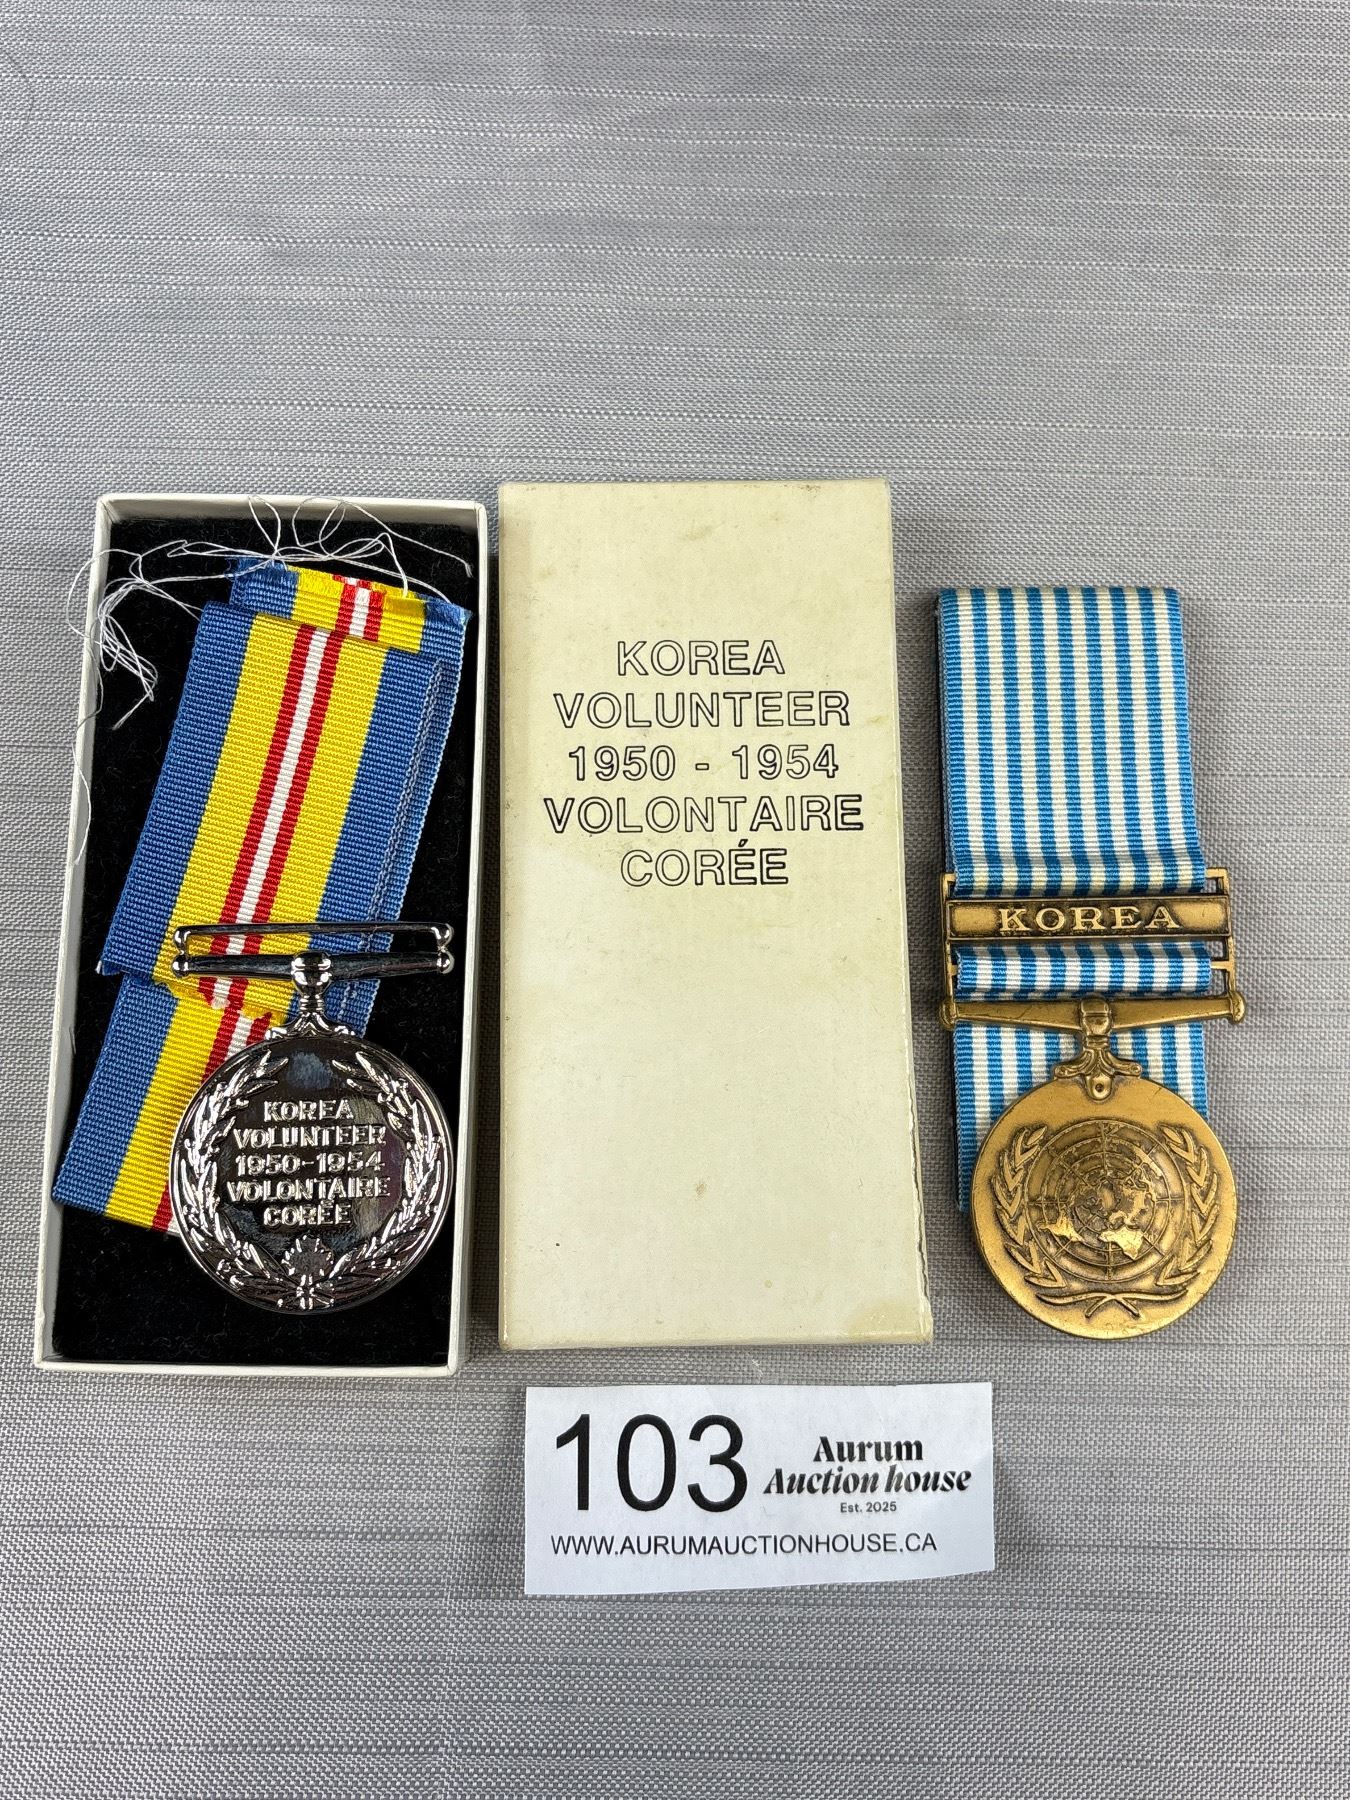 KOREA
VOLUNTEER
1950 - 1954
VOLONTAIRE
CORÉE
KOREA
KOREA
VOLUNTEER
1950-1954
VOLONTAIRE
CORÉE
103
Aurum
Auction house
Est. 2025
WWW.AURUMAUCTIONHOUSE.CA